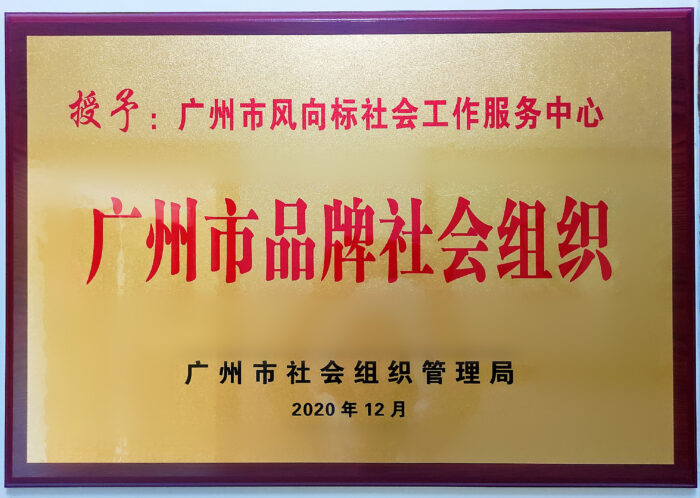 授予：广州市风向标社会工作服务中心
广州市品牌社会组织
广州市社会组织管理局
2020年12月